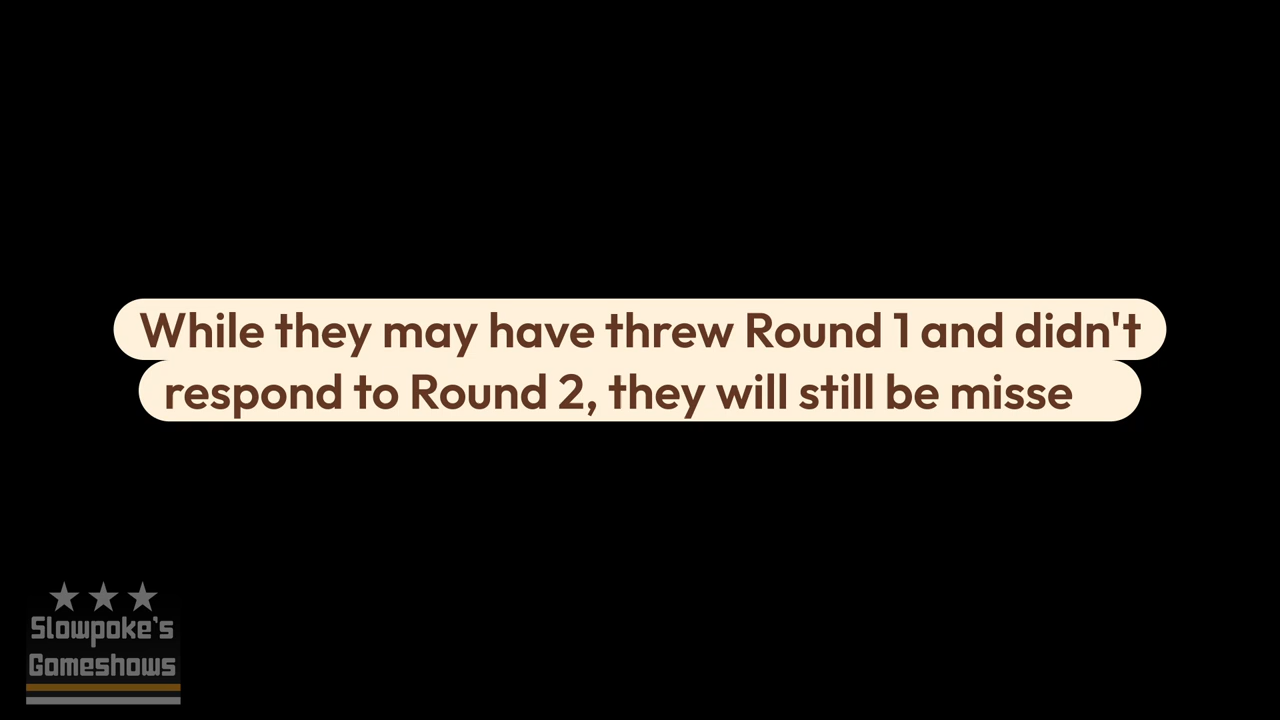 While they may have threw Round 1 and didn't
respond to Round 2, they will still be misse
Slowpoke's
Gameshows